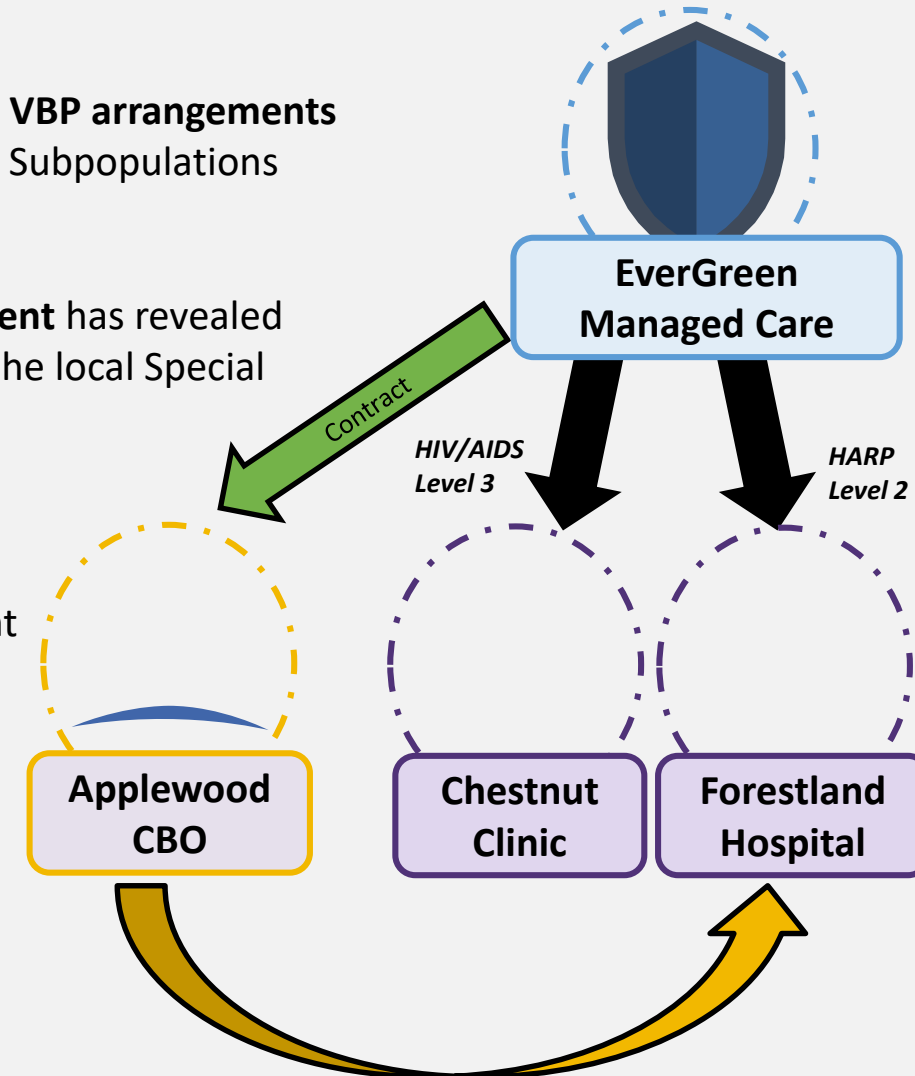 VBP arrangements
Subpopulations
ent has revealed
he local Special
nt
EverGreen
Managed Care
Contract
HIV/AIDS
Level 3
HARP
Level 2
Applewood
CBO
Chestnut
Clinic
Forestland
Hospital